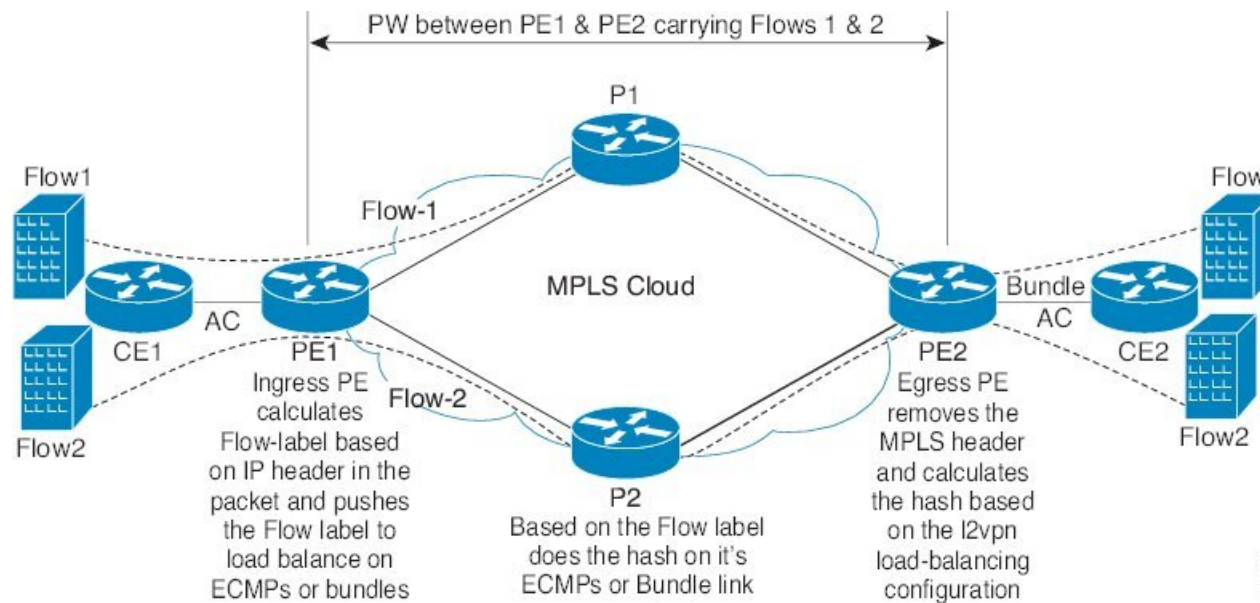 PW between PE1 & PE2 carrying Flows 1 & 2
P1
Flow1
Flow
Flow-1
MPLS Cloud
Bundle
AC
AC
CE1
PE1
PE2
CE2
Flow2
Flow-2
Flow2
Ingress PE
calculates
Flow-label based
on IP header in the
packet and pushes
the Flow label to
load balance on
ECMPs or bundles
P2
Based on the Flow label
does the hash on it's
ECMPs or Bundle link
Egress PE
removes the
MPLS header
and calculates
the hash based
on the l2vpn
load-balancing
configuration